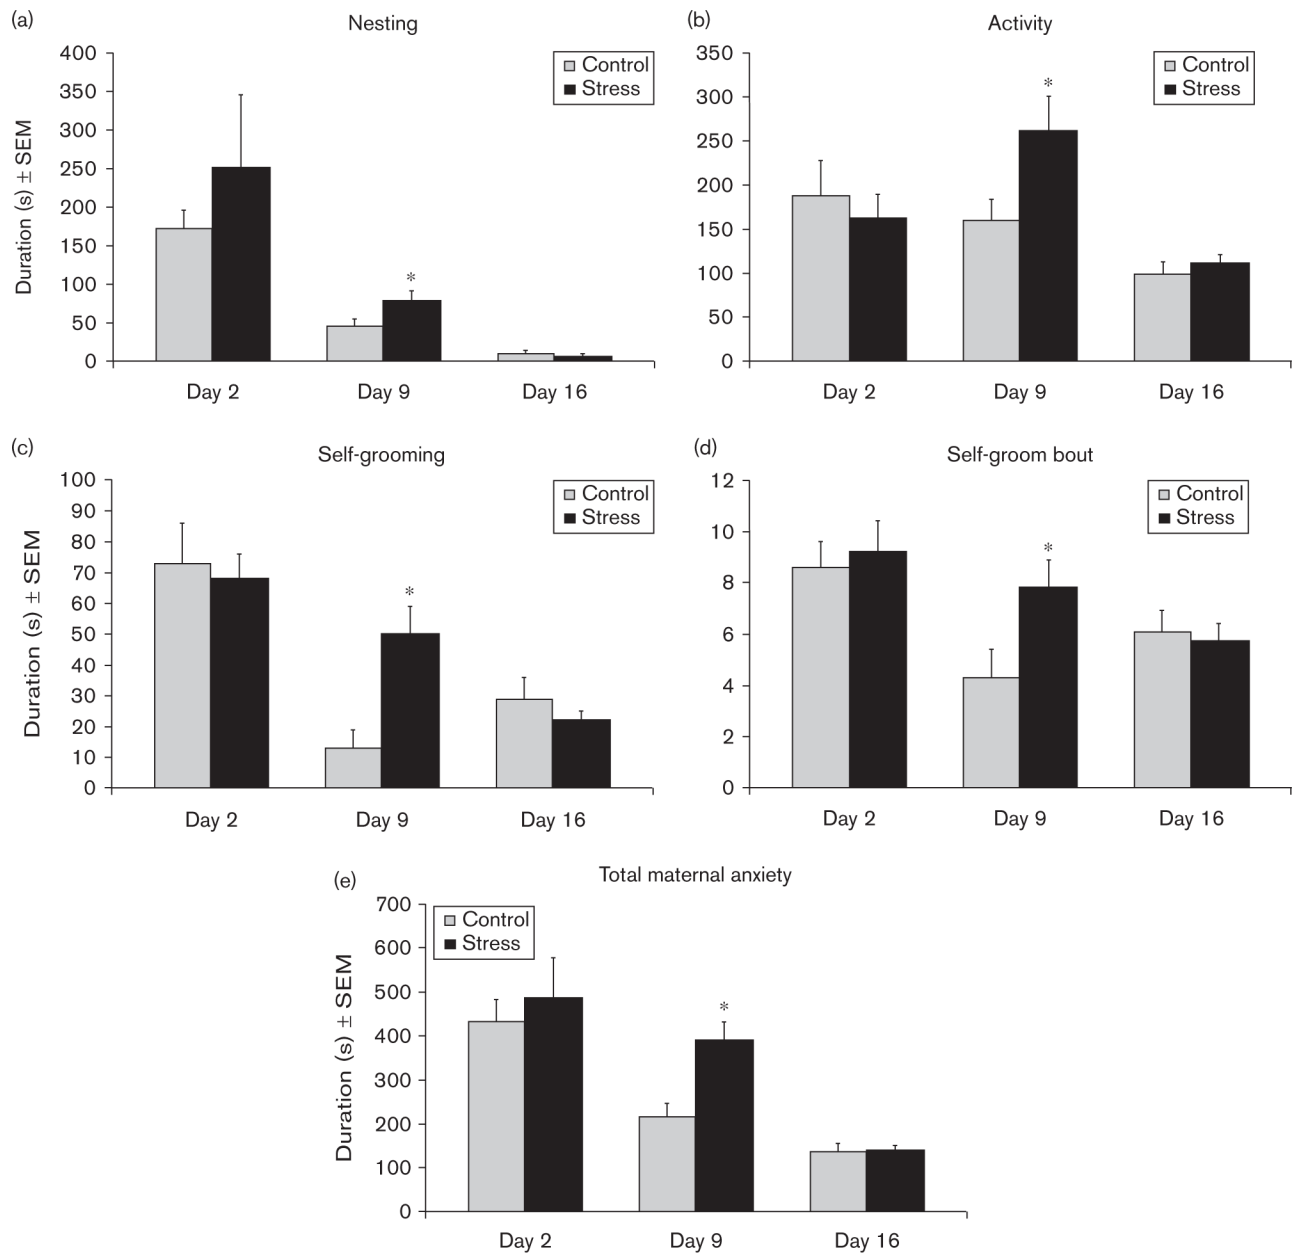 (a)
Nesting
Control
Stress
Duration (s) ± SEM
400
350
300
250
200
150
100
50
0
*
Day 2
Day 9
Day 16
(b)
Activity
Control
Stress
350
300
250
200
150
100
50
0
*
Day 2
Day 9
Day 16
(c)
Self-grooming
Control
Stress
Duration (s) ± SEM
100
90
80
70
60
50
40
30
20
10
0
*
Day 2
Day 9
Day 16
(d)
Self-groom bout
Control
Stress
12
10
8
6
4
2
0
*
Day 2
Day 9
Day 16
(e)
Total maternal anxiety
Control
Stress
Duration (s) ± SEM
700
600
500
400
300
200
100
0
*
Day 2
Day 9
Day 16